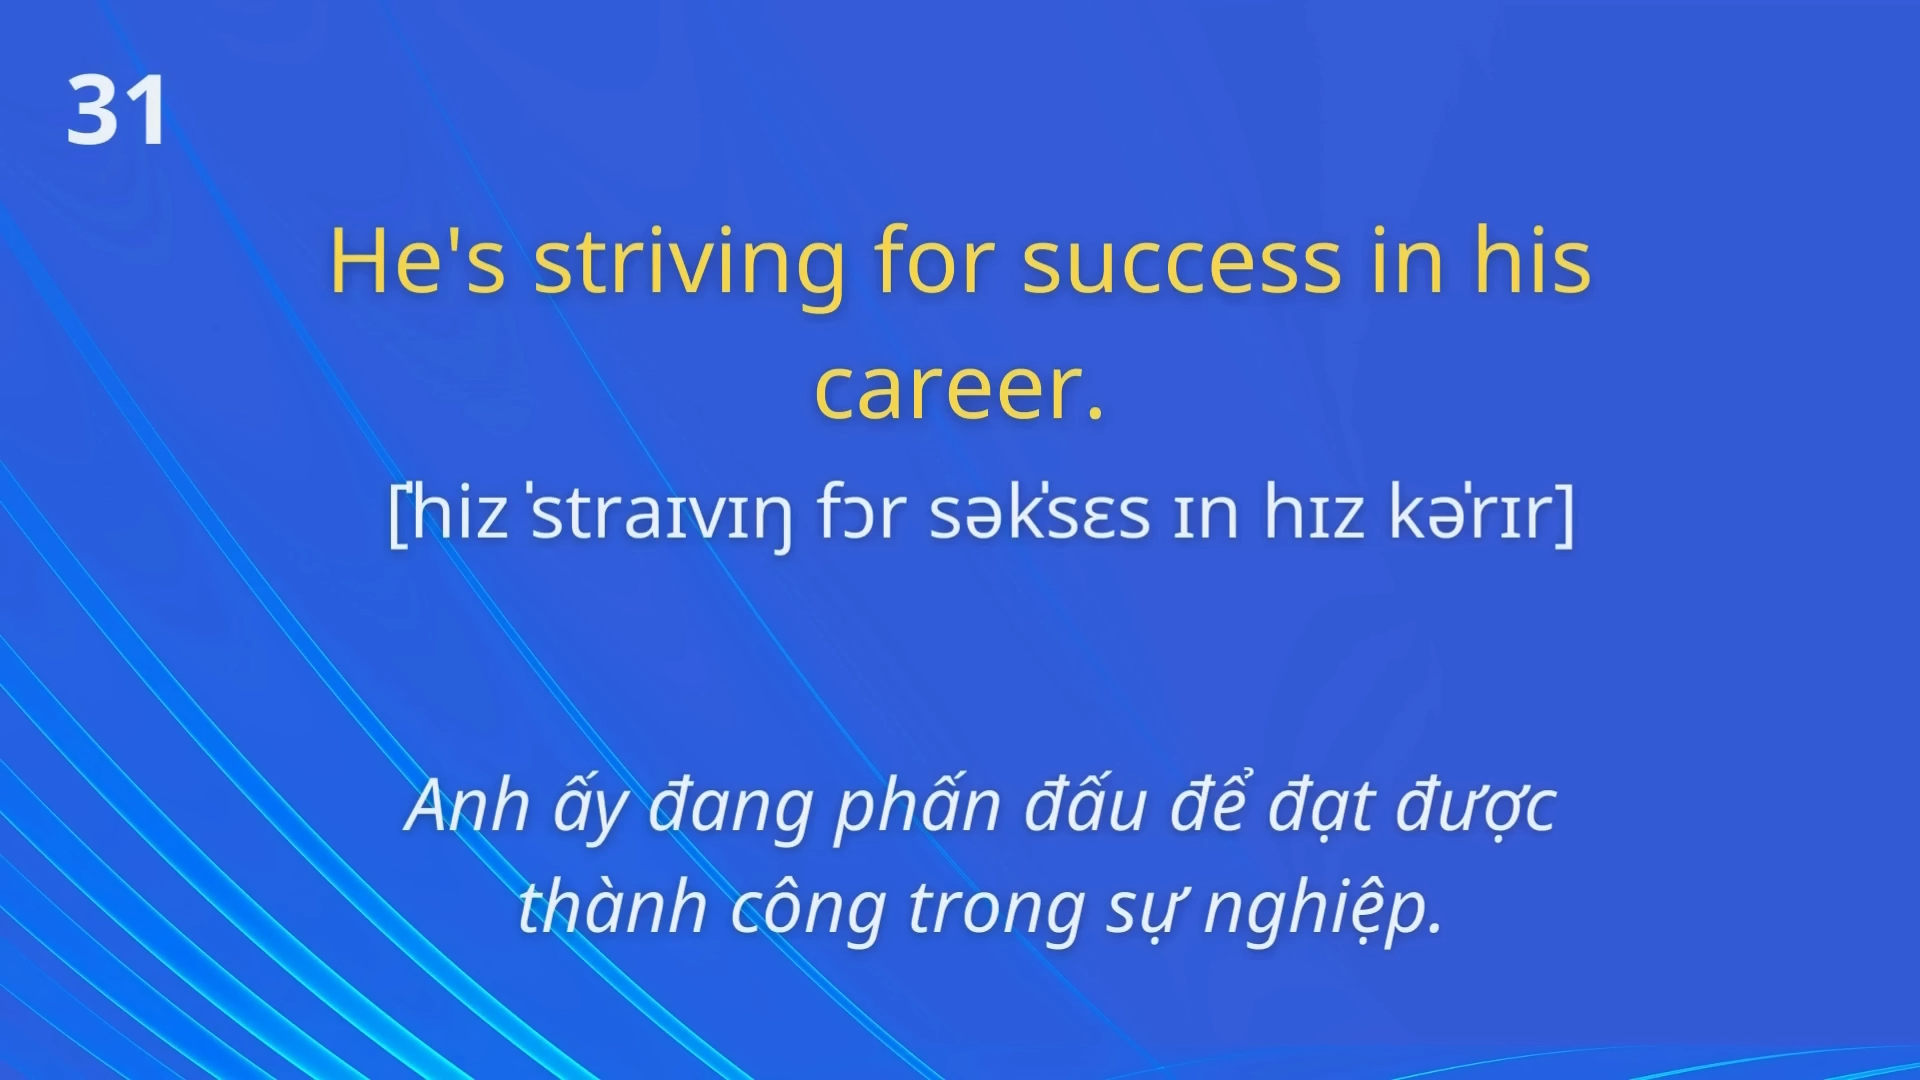 31
He's striving for success in his
career.
[ˈhiz ˈstraɪvɪŋ fɔr səkˈsɛs ɪn hɪz kəˈrɪr]
Anh ấy đang phấn đấu để đạt được
thành công trong sự nghiệp.